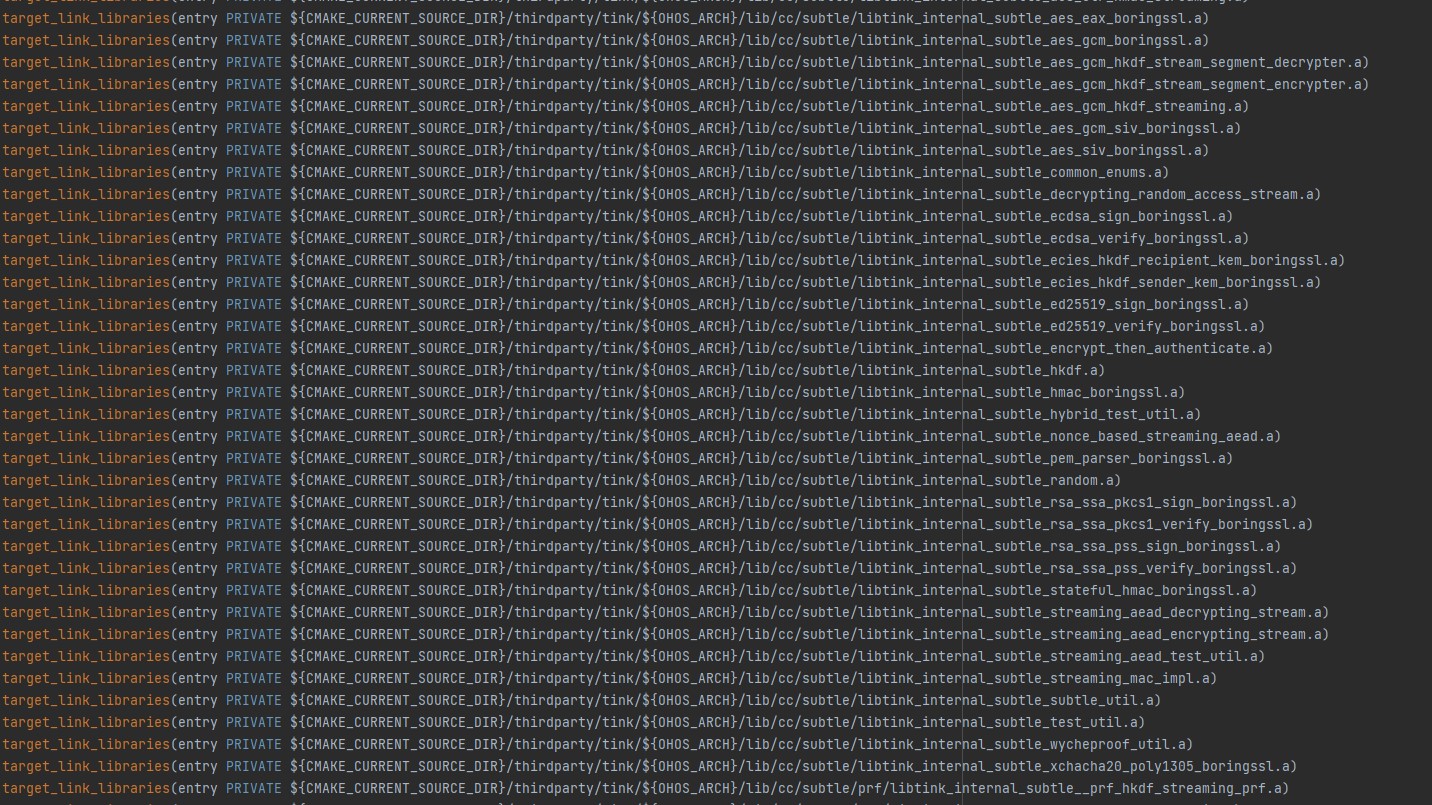 target_link_libraries(entry PRIVATE ${CMAKE_CURRENT_SOURCE_DIR}/thirdparty/tink/${OHOS_ARCH}/lib/cc/subtle/libtink_internal_subtle_aes_eax_boringssl.a)
target_link_libraries(entry PRIVATE ${CMAKE_CURRENT_SOURCE_DIR}/thirdparty/tink/${OHOS_ARCH}/lib/cc/subtle/libtink_internal_subtle_aes_gcm_boringssl.a)
target_link_libraries(entry PRIVATE ${CMAKE_CURRENT_SOURCE_DIR}/thirdparty/tink/${OHOS_ARCH}/lib/cc/subtle/libtink_internal_subtle_aes_gcm_hkdf_stream_segment_decrypter.a)
target_link_libraries(entry PRIVATE ${CMAKE_CURRENT_SOURCE_DIR}/thirdparty/tink/${OHOS_ARCH}/lib/cc/subtle/libtink_internal_subtle_aes_gcm_hkdf_stream_segment_encrypter.a)
target_link_libraries(entry PRIVATE ${CMAKE_CURRENT_SOURCE_DIR}/thirdparty/tink/${OHOS_ARCH}/lib/cc/subtle/libtink_internal_subtle_aes_gcm_hkdf_streaming.a)
target_link_libraries(entry PRIVATE ${CMAKE_CURRENT_SOURCE_DIR}/thirdparty/tink/${OHOS_ARCH}/lib/cc/subtle/libtink_internal_subtle_aes_gcm_siv_boringssl.a)
target_link_libraries(entry PRIVATE ${CMAKE_CURRENT_SOURCE_DIR}/thirdparty/tink/${OHOS_ARCH}/lib/cc/subtle/libtink_internal_subtle_aes_siv_boringssl.a)
target_link_libraries(entry PRIVATE ${CMAKE_CURRENT_SOURCE_DIR}/thirdparty/tink/${OHOS_ARCH}/lib/cc/subtle/libtink_internal_subtle_common_enums.a)
target_link_libraries(entry PRIVATE ${CMAKE_CURRENT_SOURCE_DIR}/thirdparty/tink/${OHOS_ARCH}/lib/cc/subtle/libtink_internal_subtle_decrypting_random_access_stream.a)
target_link_libraries(entry PRIVATE ${CMAKE_CURRENT_SOURCE_DIR}/thirdparty/tink/${OHOS_ARCH}/lib/cc/subtle/libtink_internal_subtle_ecdsa_sign_boringssl.a)
target_link_libraries(entry PRIVATE ${CMAKE_CURRENT_SOURCE_DIR}/thirdparty/tink/${OHOS_ARCH}/lib/cc/subtle/libtink_internal_subtle_ecdsa_verify_boringssl.a)
target_link_libraries(entry PRIVATE ${CMAKE_CURRENT_SOURCE_DIR}/thirdparty/tink/${OHOS_ARCH}/lib/cc/subtle/libtink_internal_subtle_ecies_hkdf_recipient_kem_boringssl.a)
target_link_libraries(entry PRIVATE ${CMAKE_CURRENT_SOURCE_DIR}/thirdparty/tink/${OHOS_ARCH}/lib/cc/subtle/libtink_internal_subtle_ecies_hkdf_sender_kem_boringssl.a)
target_link_libraries(entry PRIVATE ${CMAKE_CURRENT_SOURCE_DIR}/thirdparty/tink/${OHOS_ARCH}/lib/cc/subtle/libtink_internal_subtle_ed25519_sign_boringssl.a)
target_link_libraries(entry PRIVATE ${CMAKE_CURRENT_SOURCE_DIR}/thirdparty/tink/${OHOS_ARCH}/lib/cc/subtle/libtink_internal_subtle_ed25519_verify_boringssl.a)
target_link_libraries(entry PRIVATE ${CMAKE_CURRENT_SOURCE_DIR}/thirdparty/tink/${OHOS_ARCH}/lib/cc/subtle/libtink_internal_subtle_encrypt_then_authenticate.a)
target_link_libraries(entry PRIVATE ${CMAKE_CURRENT_SOURCE_DIR}/thirdparty/tink/${OHOS_ARCH}/lib/cc/subtle/libtink_internal_subtle_hkdf.a)
target_link_libraries(entry PRIVATE ${CMAKE_CURRENT_SOURCE_DIR}/thirdparty/tink/${OHOS_ARCH}/lib/cc/subtle/libtink_internal_subtle_hmac_boringssl.a)
target_link_libraries(entry PRIVATE ${CMAKE_CURRENT_SOURCE_DIR}/thirdparty/tink/${OHOS_ARCH}/lib/cc/subtle/libtink_internal_subtle_hybrid_test_util.a)
target_link_libraries(entry PRIVATE ${CMAKE_CURRENT_SOURCE_DIR}/thirdparty/tink/${OHOS_ARCH}/lib/cc/subtle/libtink_internal_subtle_nonce_based_streaming_aead.a)
target_link_libraries(entry PRIVATE ${CMAKE_CURRENT_SOURCE_DIR}/thirdparty/tink/${OHOS_ARCH}/lib/cc/subtle/libtink_internal_subtle_pem_parser_boringssl.a)
target_link_libraries(entry PRIVATE ${CMAKE_CURRENT_SOURCE_DIR}/thirdparty/tink/${OHOS_ARCH}/lib/cc/subtle/libtink_internal_subtle_random.a)
target_link_libraries(entry PRIVATE ${CMAKE_CURRENT_SOURCE_DIR}/thirdparty/tink/${OHOS_ARCH}/lib/cc/subtle/libtink_internal_subtle_rsa_ssa_pkcs1_sign_boringssl.a)
target_link_libraries(entry PRIVATE ${CMAKE_CURRENT_SOURCE_DIR}/thirdparty/tink/${OHOS_ARCH}/lib/cc/subtle/libtink_internal_subtle_rsa_ssa_pkcs1_verify_boringssl.a)
target_link_libraries(entry PRIVATE ${CMAKE_CURRENT_SOURCE_DIR}/thirdparty/tink/${OHOS_ARCH}/lib/cc/subtle/libtink_internal_subtle_rsa_ssa_pss_sign_boringssl.a)
target_link_libraries(entry PRIVATE ${CMAKE_CURRENT_SOURCE_DIR}/thirdparty/tink/${OHOS_ARCH}/lib/cc/subtle/libtink_internal_subtle_rsa_ssa_pss_verify_boringssl.a)
target_link_libraries(entry PRIVATE ${CMAKE_CURRENT_SOURCE_DIR}/thirdparty/tink/${OHOS_ARCH}/lib/cc/subtle/libtink_internal_subtle_stateful_hmac_boringssl.a)
target_link_libraries(entry PRIVATE ${CMAKE_CURRENT_SOURCE_DIR}/thirdparty/tink/${OHOS_ARCH}/lib/cc/subtle/libtink_internal_subtle_streaming_aead_decrypting_stream.a)
target_link_libraries(entry PRIVATE ${CMAKE_CURRENT_SOURCE_DIR}/thirdparty/tink/${OHOS_ARCH}/lib/cc/subtle/libtink_internal_subtle_streaming_aead_encrypting_stream.a)
target_link_libraries(entry PRIVATE ${CMAKE_CURRENT_SOURCE_DIR}/thirdparty/tink/${OHOS_ARCH}/lib/cc/subtle/libtink_internal_subtle_streaming_aead_test_util.a)
target_link_libraries(entry PRIVATE ${CMAKE_CURRENT_SOURCE_DIR}/thirdparty/tink/${OHOS_ARCH}/lib/cc/subtle/libtink_internal_subtle_streaming_mac_impl.a)
target_link_libraries(entry PRIVATE ${CMAKE_CURRENT_SOURCE_DIR}/thirdparty/tink/${OHOS_ARCH}/lib/cc/subtle/libtink_internal_subtle_subtle_util.a)
target_link_libraries(entry PRIVATE ${CMAKE_CURRENT_SOURCE_DIR}/thirdparty/tink/${OHOS_ARCH}/lib/cc/subtle/libtink_internal_subtle_test_util.a)
target_link_libraries(entry PRIVATE ${CMAKE_CURRENT_SOURCE_DIR}/thirdparty/tink/${OHOS_ARCH}/lib/cc/subtle/libtink_internal_subtle_wycheproof_util.a)
target_link_libraries(entry PRIVATE ${CMAKE_CURRENT_SOURCE_DIR}/thirdparty/tink/${OHOS_ARCH}/lib/cc/subtle/libtink_internal_subtle_xchacha20_poly1305_boringssl.a)
target_link_libraries(entry PRIVATE ${CMAKE_CURRENT_SOURCE_DIR}/thirdparty/tink/${OHOS_ARCH}/lib/cc/subtle/prf/libtink_internal_subtle__prf_hkdf_streaming_prf.a)